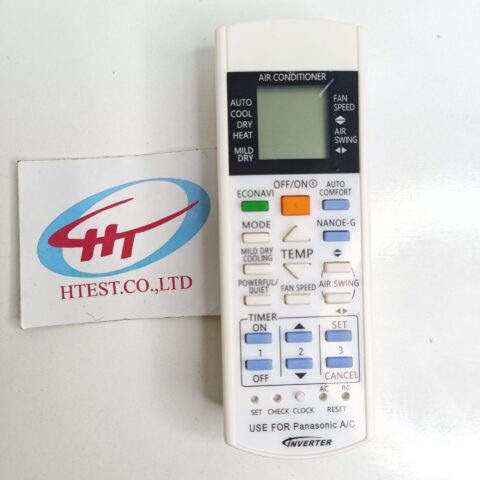 HT
HTEST.CO.,LTD
AIR CONDITIONER
AUTO
COOL
DRY
HEAT
MILD
DRY
FAN
SPEED
AIR
SWING
OFF/ON
ECONAVI
AUTO
COMFORT
MODE
NANOE-G
MILD DRY
COOLING
TEMP
POWERFUL/
QUIET
FAN SPEED
AIR SWING
TIMER
ON
SET
1
2
3
OFF
CANCEL
AC
RC
SET
CHECK
CLOCK
RESET
USE FOR Panasonic A/C
INVERTER